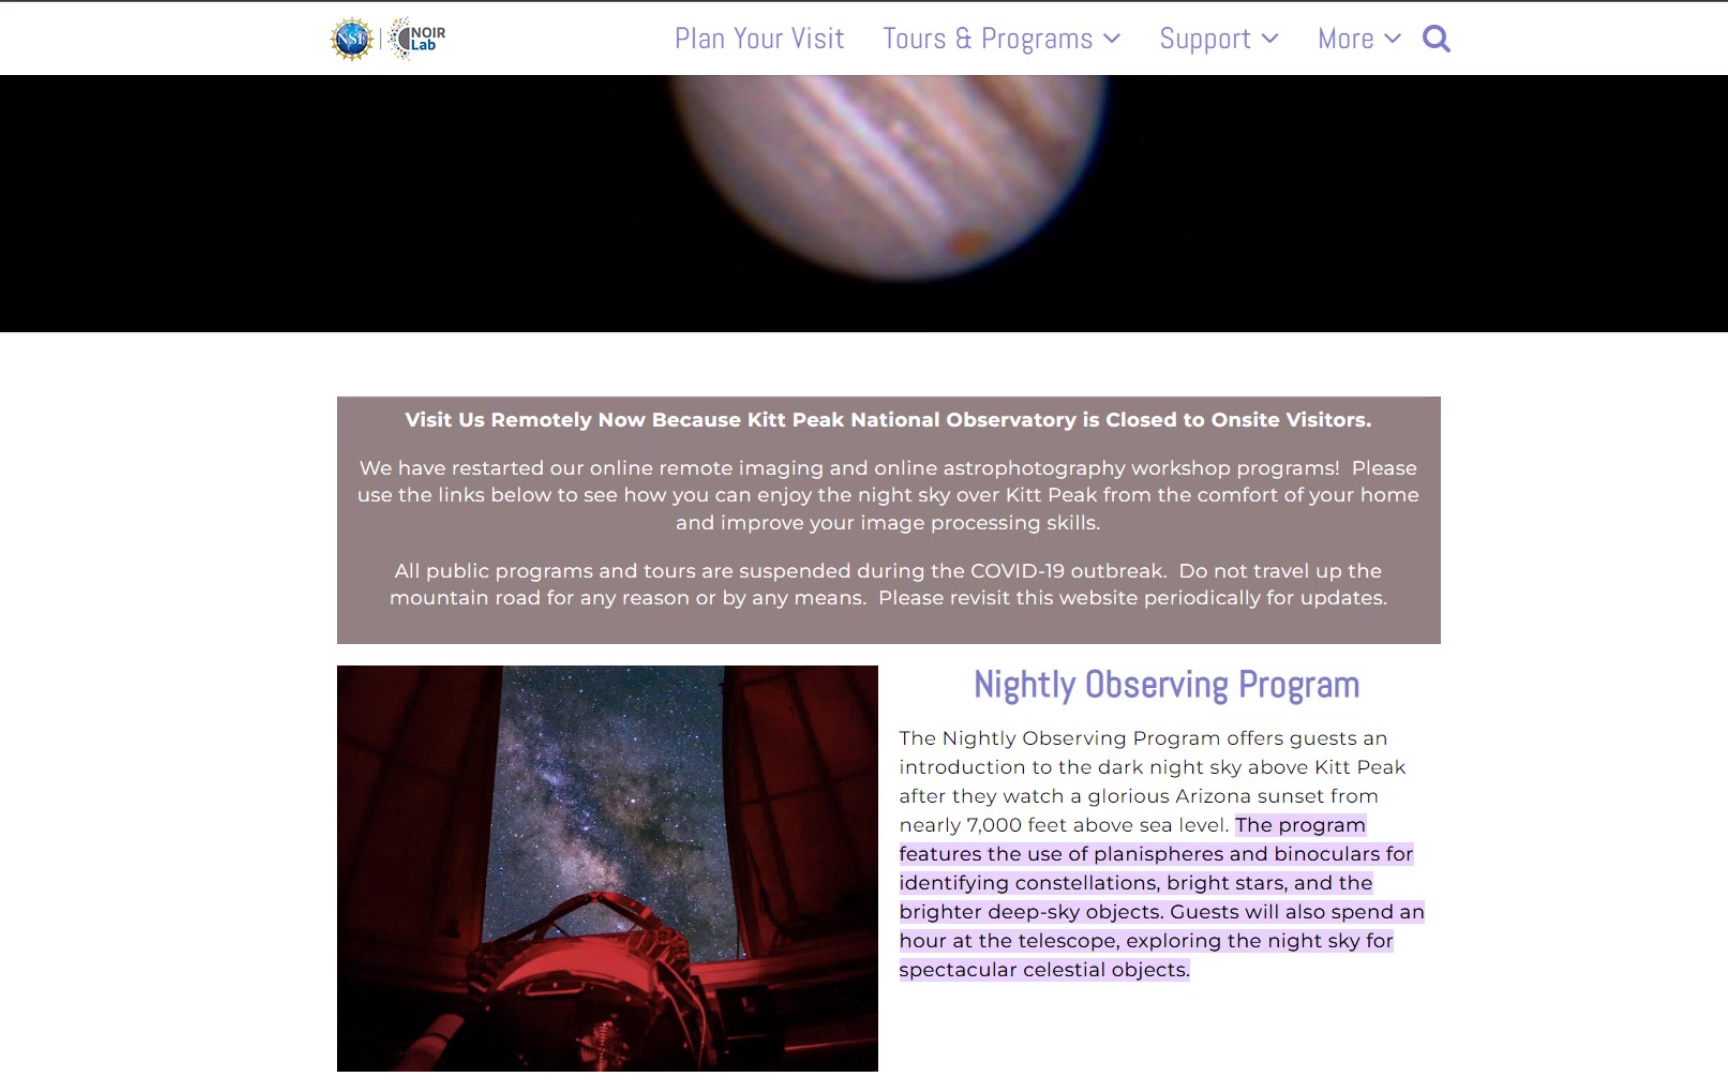 NSF
NOIR
Lab
Plan Your Visit
Tours & Programs
Support
More
Visit Us Remotely Now Because Kitt Peak National Observatory is Closed to Onsite Visitors.
We have restarted our online remote imaging and online astrophotography workshop programs!  Please
use the links below to see how you can enjoy the night sky over Kitt Peak from the comfort of your home
and improve your image processing skills.
All public programs and tours are suspended during the COVID-19 outbreak.  Do not travel up the
mountain road for any reason or by any means.  Please revisit this website periodically for updates.
Nightly Observing Program
The Nightly Observing Program offers guests an
introduction to the dark night sky above Kitt Peak
after they watch a glorious Arizona sunset from
nearly 7,000 feet above sea level. The program
features the use of planispheres and binoculars for
identifying constellations, bright stars, and the
brighter deep-sky objects. Guests will also spend an
hour at the telescope, exploring the night sky for
spectacular celestial objects.